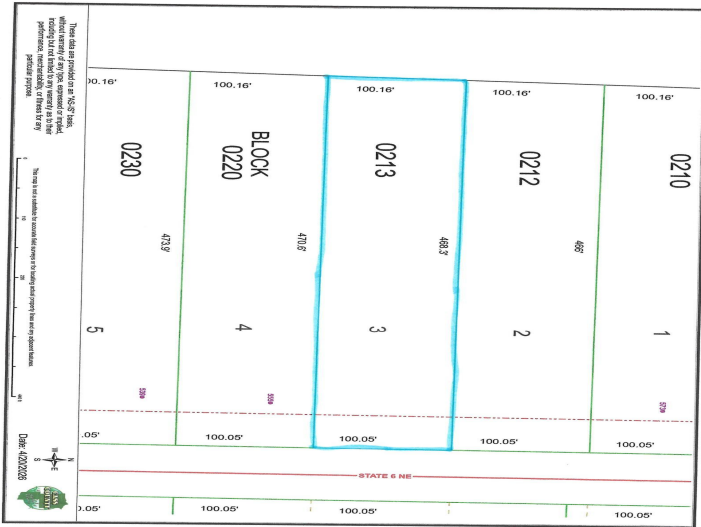 These data are provided on an "AS-IS" basis,
without warranty of any type, expressed or implied,
including but not limited to any warranty as to their
performance, merchantability, or fitness for any
particular purpose.
This map is not a substitute for accurate field surveys or for locating actual property lines and any adjacent features.
Date: 4/20/2026
N
W
E
S
00.16'
100.16'
100.16'
100.16'
100.16'
0230
BLOCK
0220
0213
0212
0210
473.9'
470.6'
468.3'
466'
5
4
3
2
1
.05'
100.05'
100.05'
100.05'
100.05'
STATE 6 NE
0.05'
100.05'
100.05'
100.05'